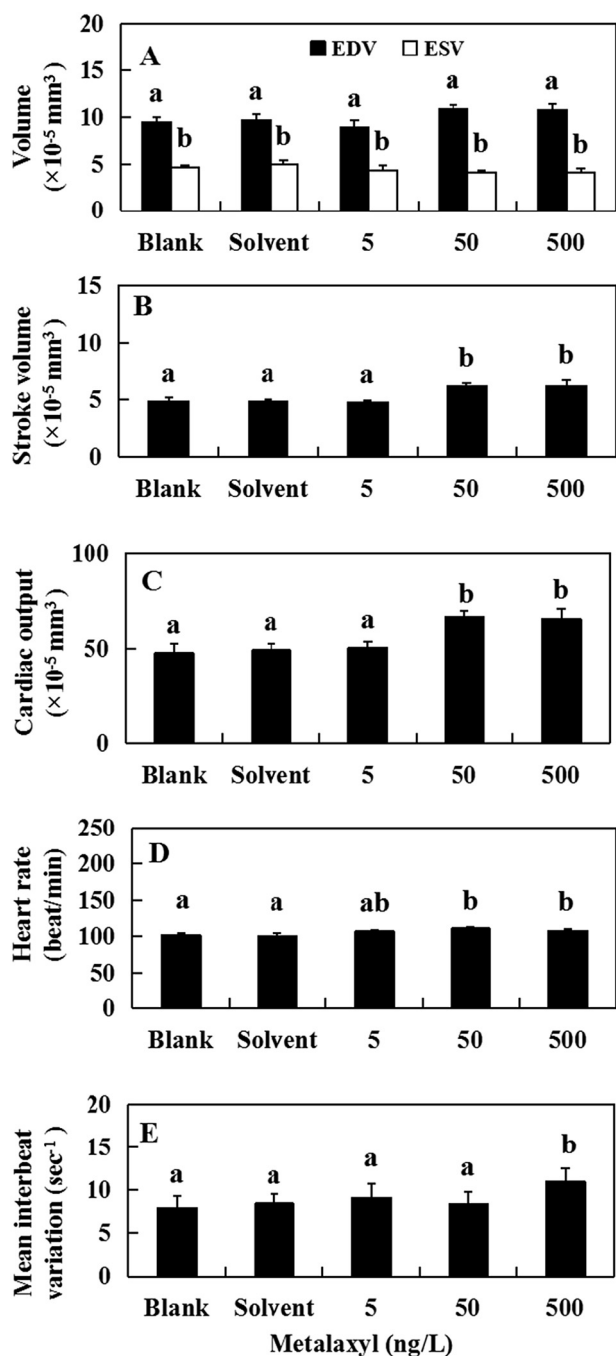 Volume
(×10⁻⁵ mm³)
20
15
10
5
0
A
EDV ESV
a a a a a
b b b b b
Blank Solvent 5 50 500
Stroke volume
(×10⁻⁵ mm³)
15
10
5
0
B
a a a b b
Blank Solvent 5 50 500
Cardiac output
(×10⁻⁵ mm³)
100
50
0
C
a a a b b
Blank Solvent 5 50 500
Heart rate
(beat/min)
250
200
150
100
50
0
D
a a ab b b
Blank Solvent 5 50 500
Mean interbeat
variation (sec⁻¹)
20
15
10
5
0
E
a a a a b
Blank Solvent 5 50 500
Metalaxyl (ng/L)